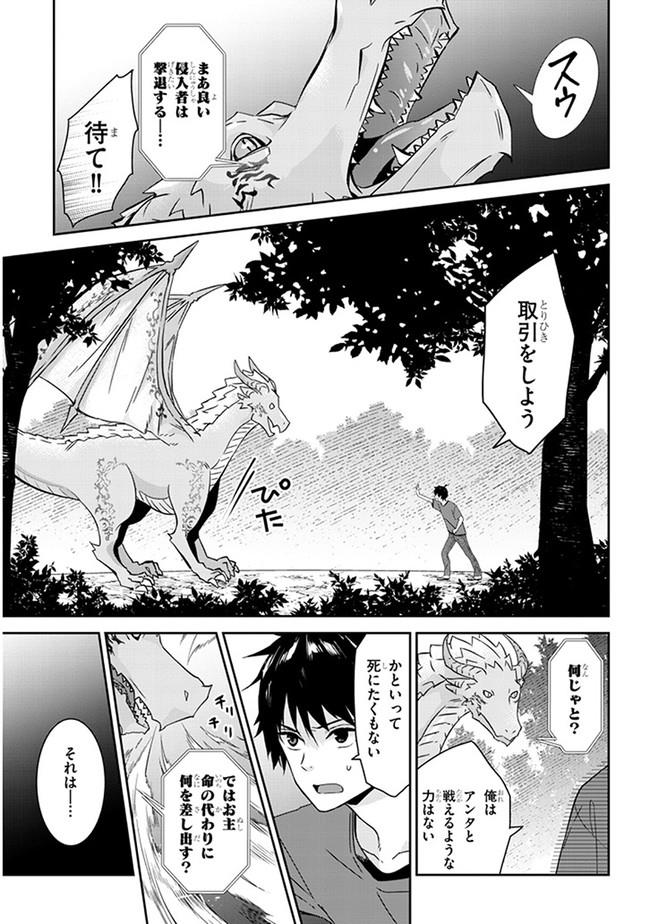 スゥ
まあ良い
侵入者は
撃退する──…
待て!!
取引をしよう
ぴた
何じゃと?
俺は
アンタと
戦えるような
力はない
かといって
死にたくもない
ではお主
命の代わりに
何を差し出す?
チリ
チリ
それは──…